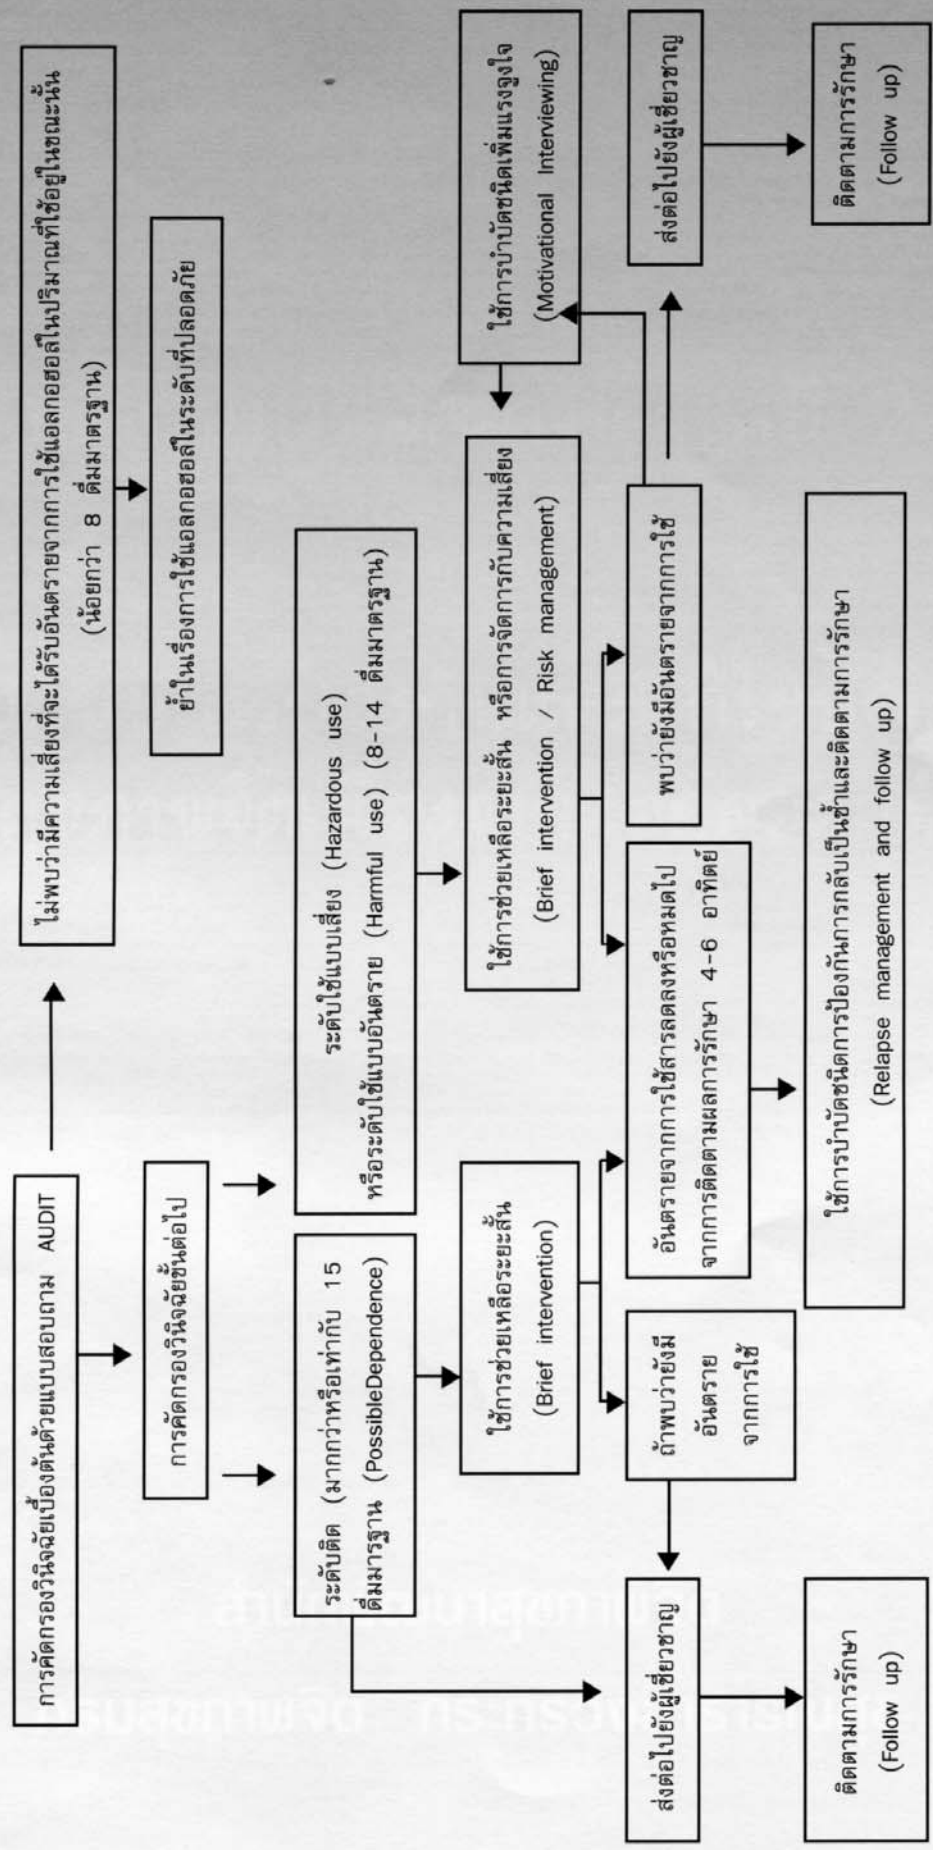 การคัดกรองวินิจฉัยเบื้องต้นด้วยแบบสอบถาม AUDIT
ไม่พบว่ามีความเสี่ยงที่จะได้รับอันตรายจากการใช้แอลกอฮอล์ในปริมาณที่ใช้อยู่ในขณะนั้น
(น้อยกว่า 8 ดื่มมาตรฐาน)
การคัดกรองวินิจฉัยขั้นต่อไป
ย้ำในเรื่องการใช้แอลกอฮอล์ในระดับที่ปลอดภัย
ระดับติด (มากกว่าหรือเท่ากับ 15
ดื่มมารฐาน (PossibleDependence)
ระดับใช้แบบเสี่ยง (Hazardous use)
หรือระดับใช้แบบอันตราย (Harmful use) (8-14 ดื่มมาตรฐาน)
ใช้การช่วยเหลือระยะสั้น
(Brief intervention)
ใช้การช่วยเหลือระยะสั้น หรือการจัดการกับความเสี่ยง
(Brief intervention / Risk management)
ใช้การบำบัดชนิดเพิ่มแรงจูงใจ
(Motivational Interviewing)
ส่งต่อไปยังผู้เชี่ยวชาญ
ถ้าพบว่ายังมี
อันตราย
จากการใช้
อันตรายจากการใช้สารลดลงหรือหมดไป
จากการติดตามผลการรักษา 4-6 อาทิตย์
พบว่ายังมีอันตรายจากการใช้
ส่งต่อไปยังผู้เชี่ยวชาญ
ติดตามการรักษา
(Follow up)
ใช้การบำบัดชนิดการป้องกันการกลับเป็นซ้ำและติดตามการรักษา
(Relapse management and follow up)
ติดตามการรักษา
(Follow up)